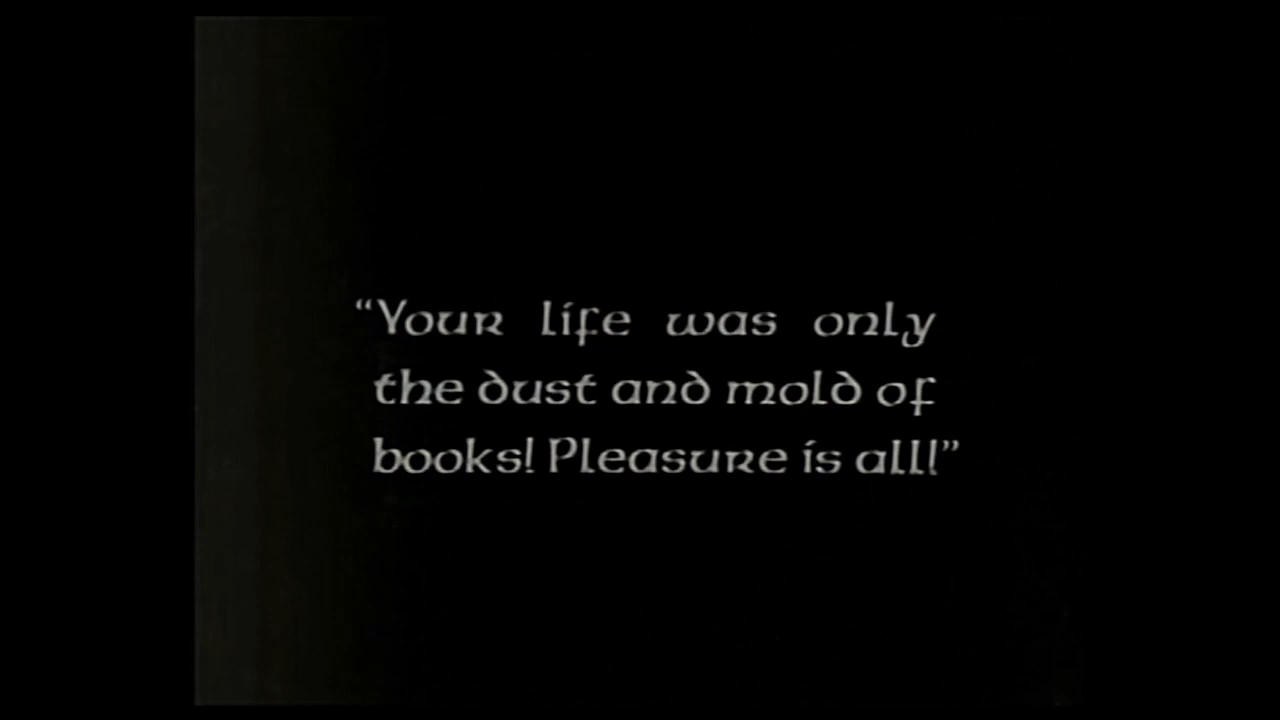 “Your life was only
the dust and mold of
books! Pleasure is all!”